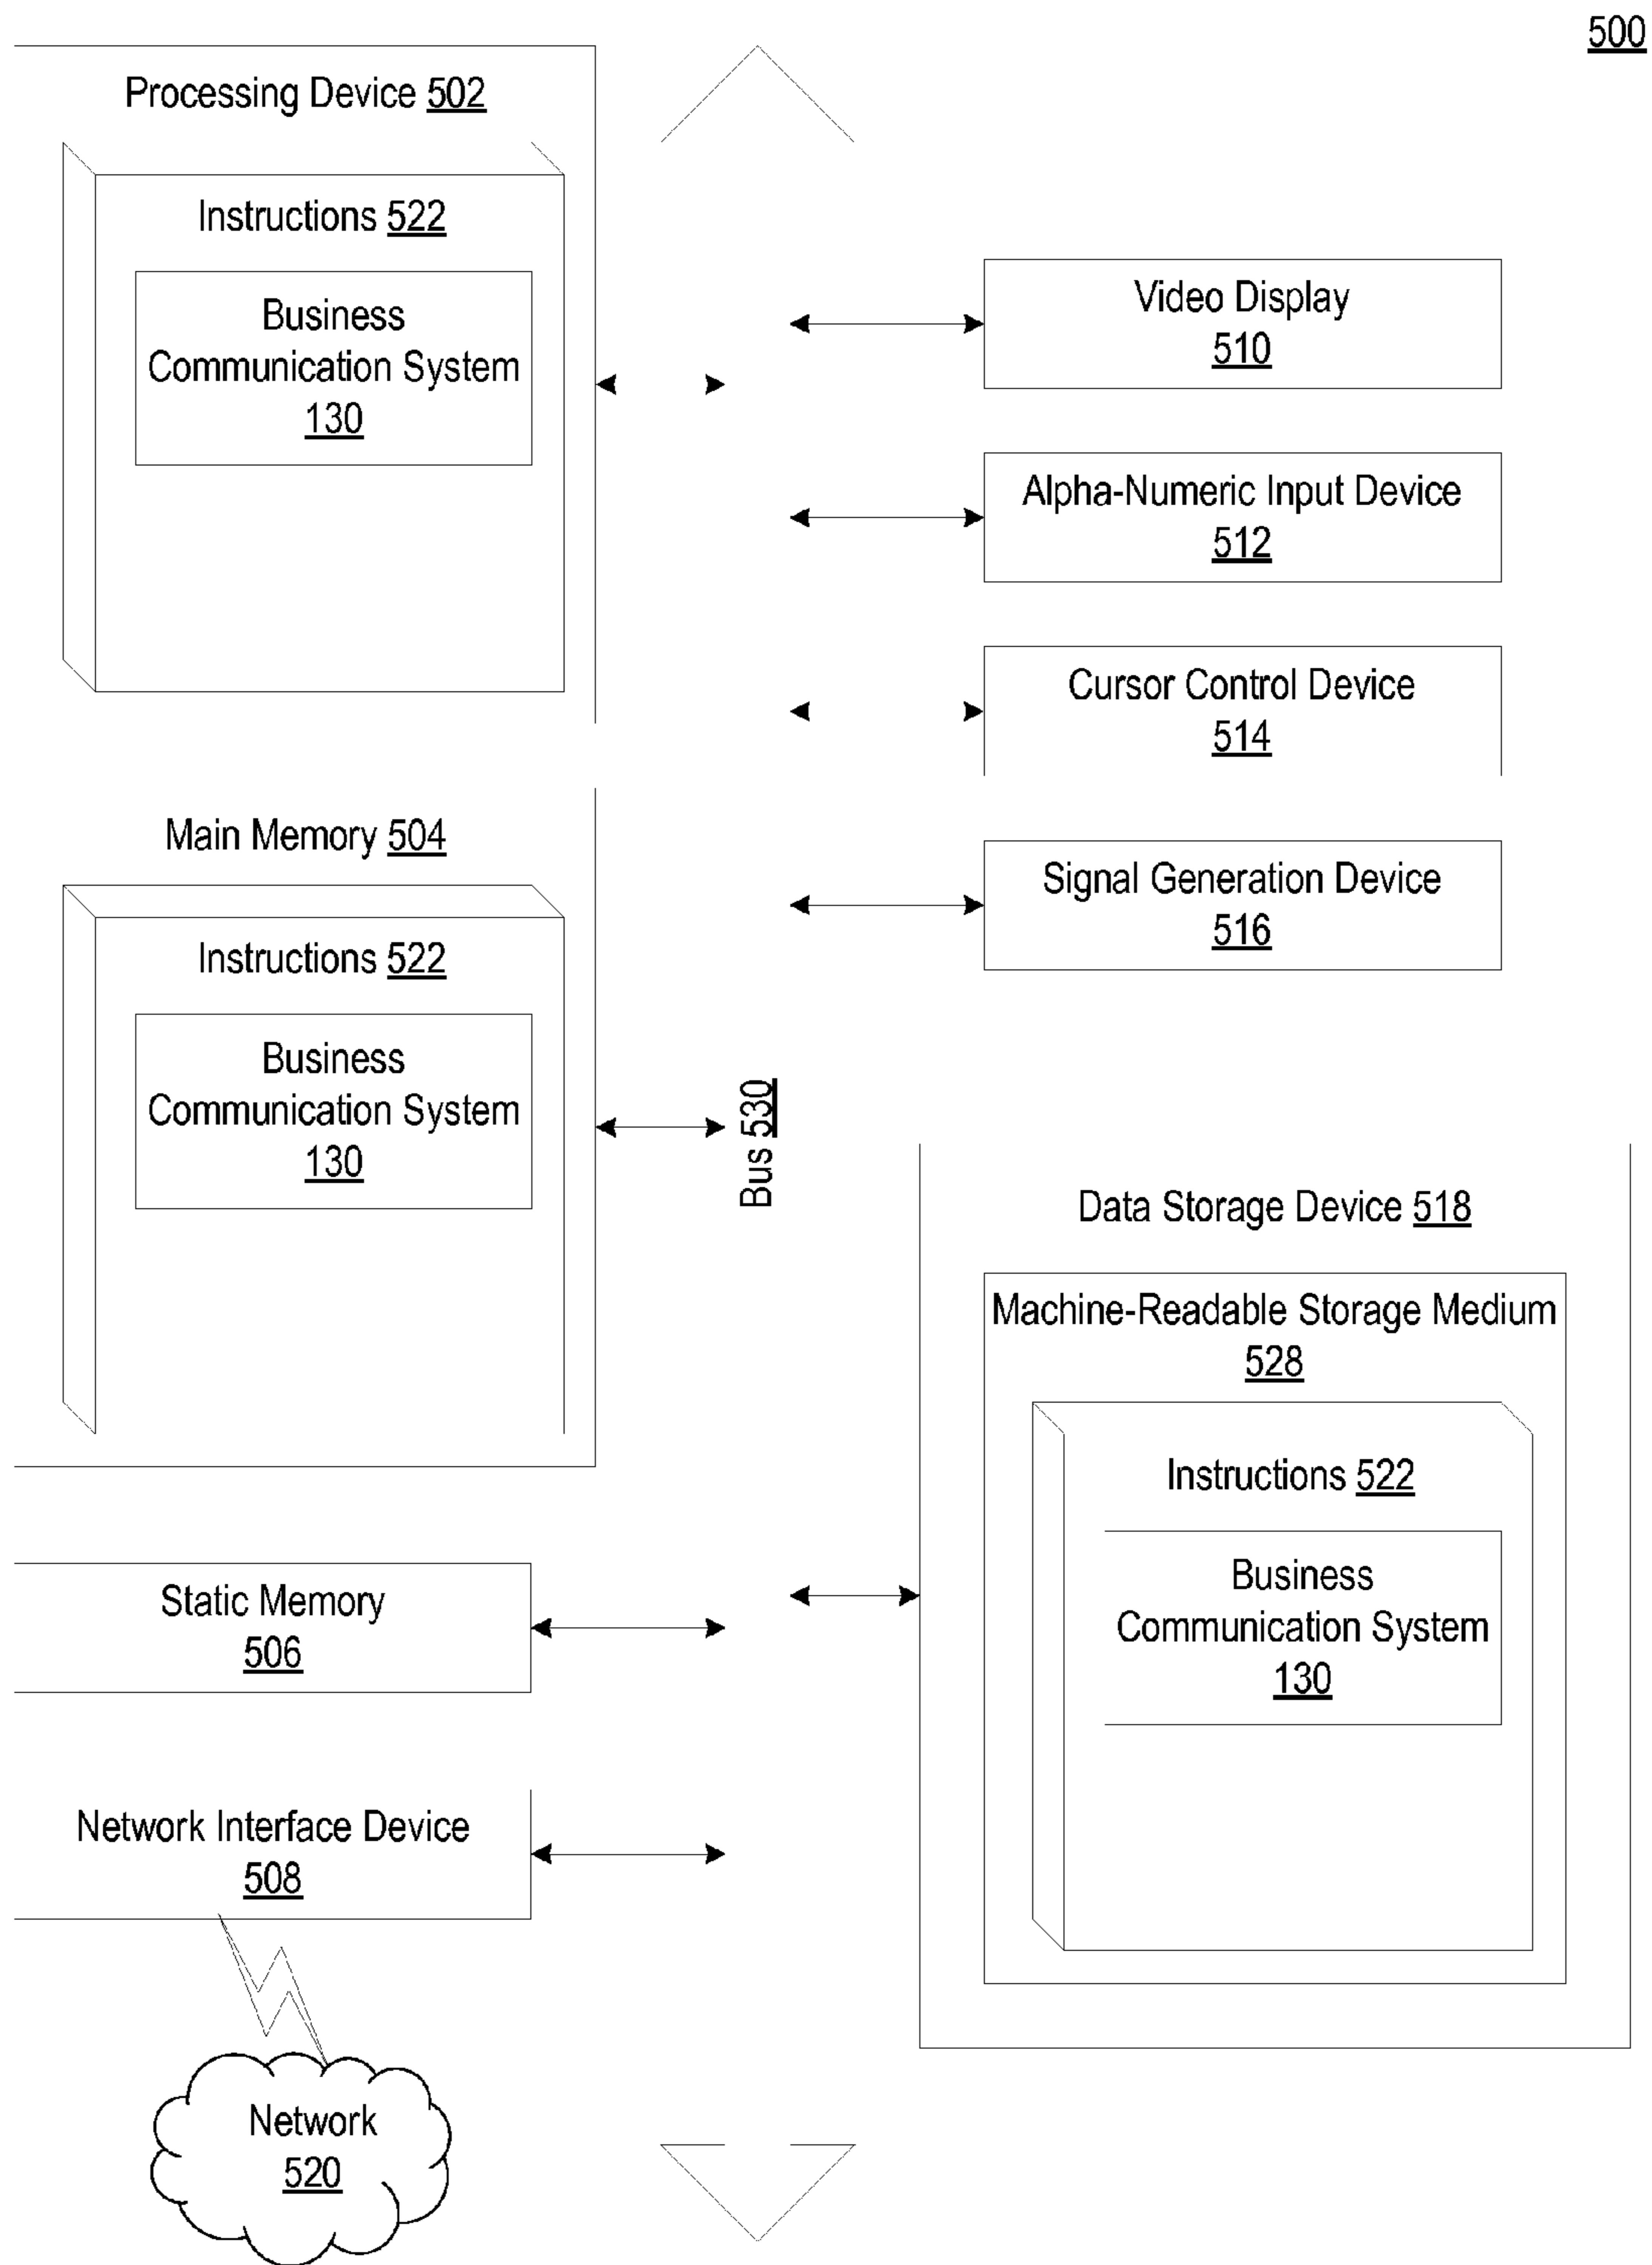 500
Processing Device 502
Instructions 522
Business
Communication System
130
Main Memory 504
Instructions 522
Business
Communication System
130
Static Memory
506
Network Interface Device
508
Network
520
Bus 530
Video Display
510
Alpha-Numeric Input Device
512
Cursor Control Device
514
Signal Generation Device
516
Data Storage Device 518
Machine-Readable Storage Medium
528
Instructions 522
Business
Communication System
130